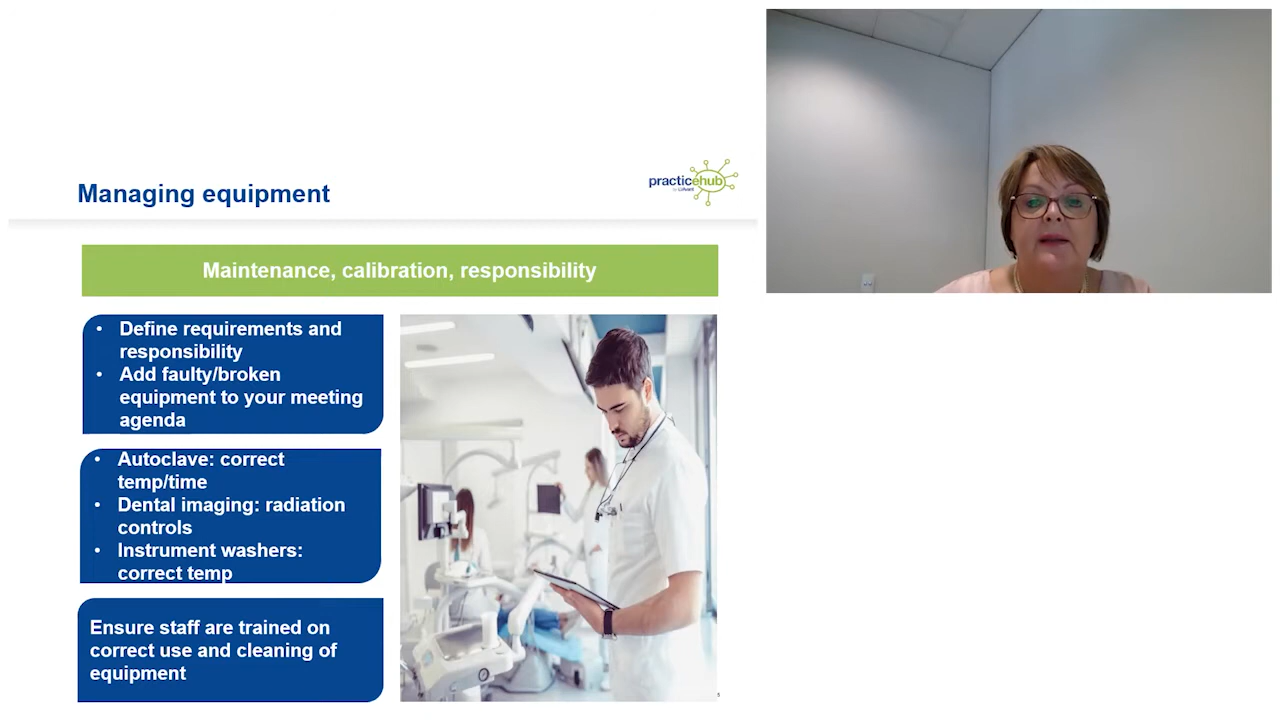 Managing equipment
practicehub
by Avant
Maintenance, calibration, responsibility
• Define requirements and
responsibility
• Add faulty/broken
equipment to your meeting
agenda
• Autoclave: correct
temp/time
• Dental imaging: radiation
controls
• Instrument washers:
correct temp
Ensure staff are trained on
correct use and cleaning of
equipment